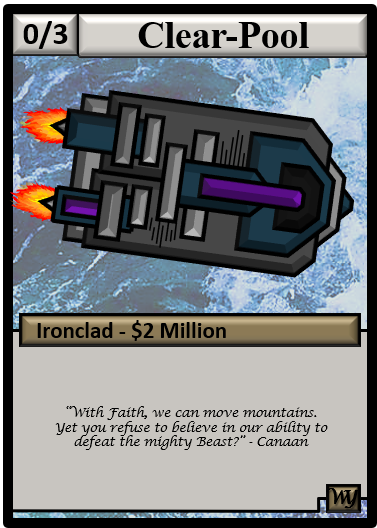 0/3
Clear-Pool
Ironclad - $2 Million
"With Faith, we can move mountains.
Yet you refuse to believe in our ability to
defeat the mighty Beast?" - Canaan
WY